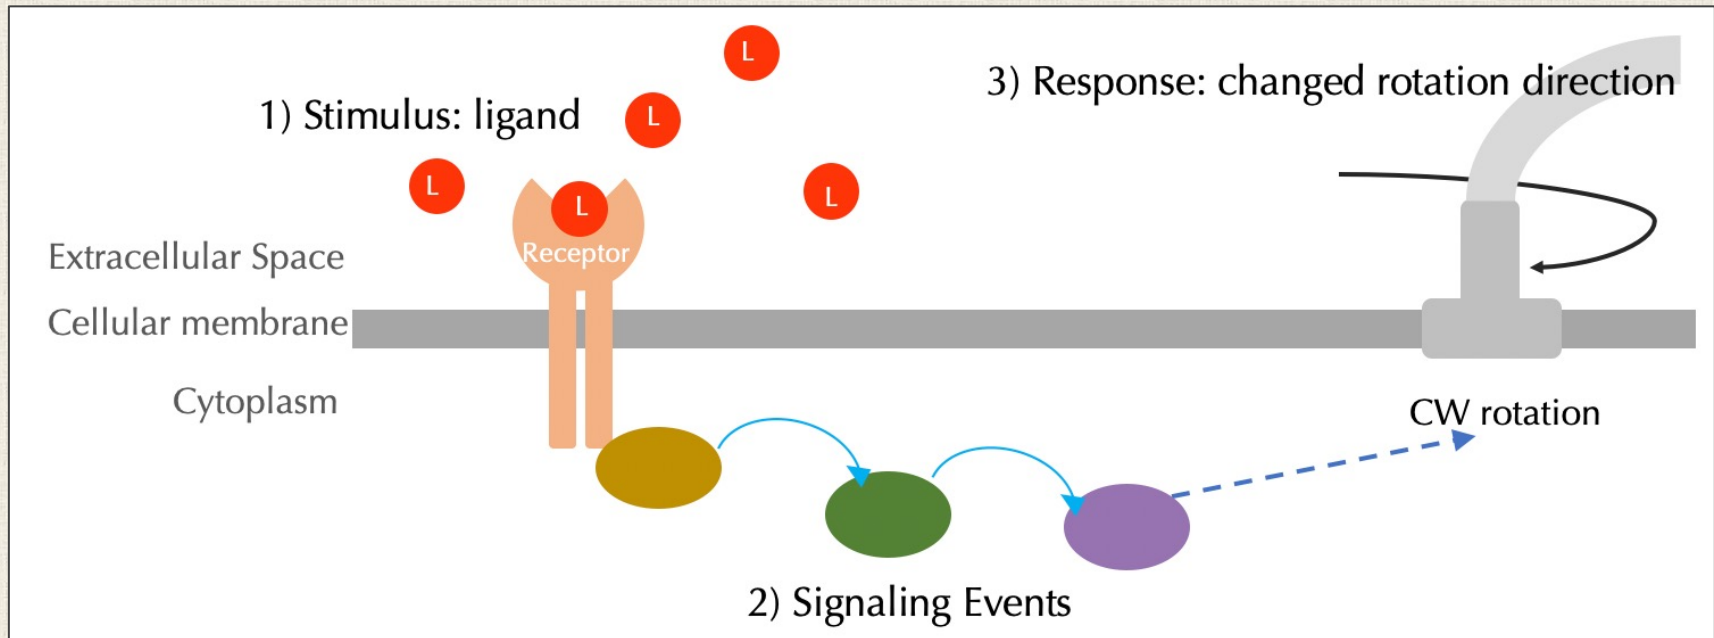 L
3) Response: changed rotation direction
1) Stimulus: ligand
L
L
L
L
Receptor
Extracellular Space
Cellular membrane
Cytoplasm
CW rotation
2) Signaling Events